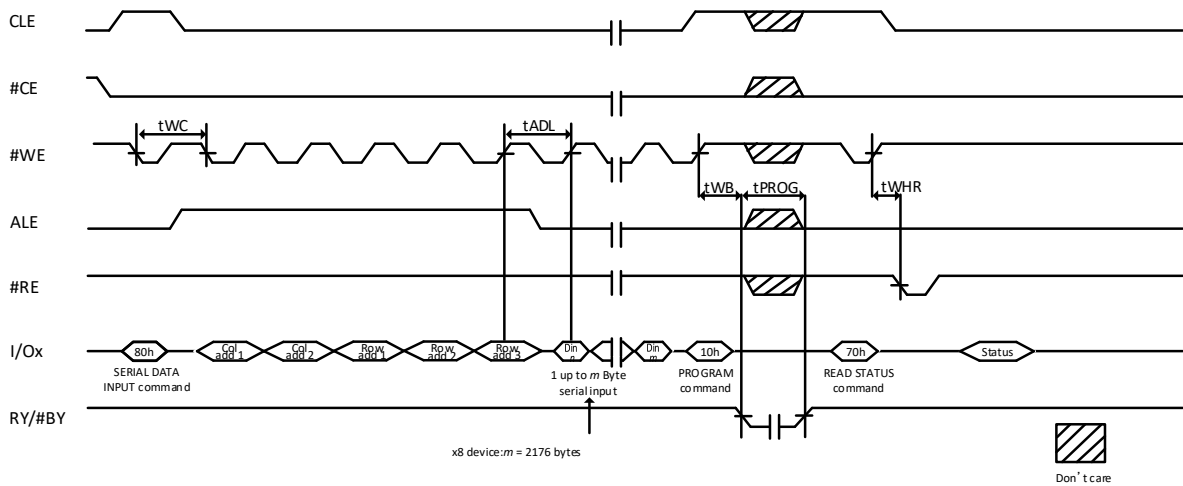 CLE
#CE
tWC
tADL
#WE
tWB
tPROG
tWHR
ALE
#RE
I/Ox
80h
Col
add 1
Col
add 2
Row
add 1
Row
add 2
Row
add 3
Din
n
Din
m
10h
70h
Status
SERIAL DATA
INPUT command
1 up to m Byte
serial input
PROGRAM
command
READ STATUS
command
RY/#BY
x8 device:m = 2176 bytes
Don't care